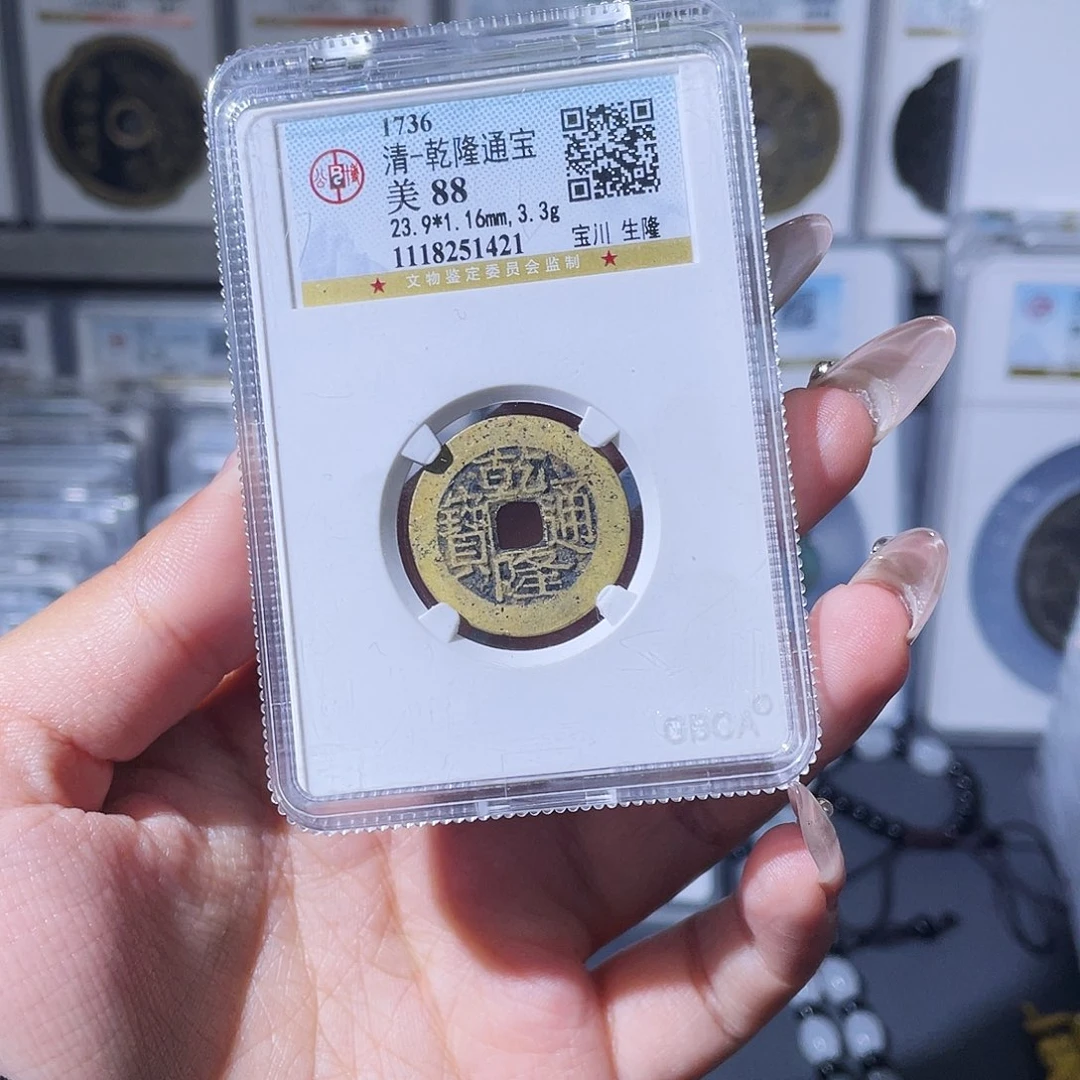 1736
清-乾隆通宝
美 88
23.9*1.16mm, 3.3g
1118251421
宝川 生隆
★ 文物鉴定委员会监制 ★
乾
寶 通
隆
GBCA